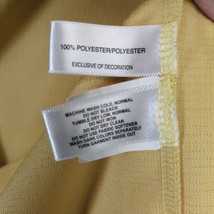 100% POLYESTER/POLYESTER
EXCLUSIVE OF DECORATION
MACHINE WASH COLD, NORMAL
DO NOT BLEACH
TUMBLE DRY LOW, NORMAL
DO NOT IRON
DO NOT DRY CLEAN
DO NOT USE FABRIC SOFTENER
WASH DARK COLORS SEPARATELY
TURN GARMENT INSIDE OUT